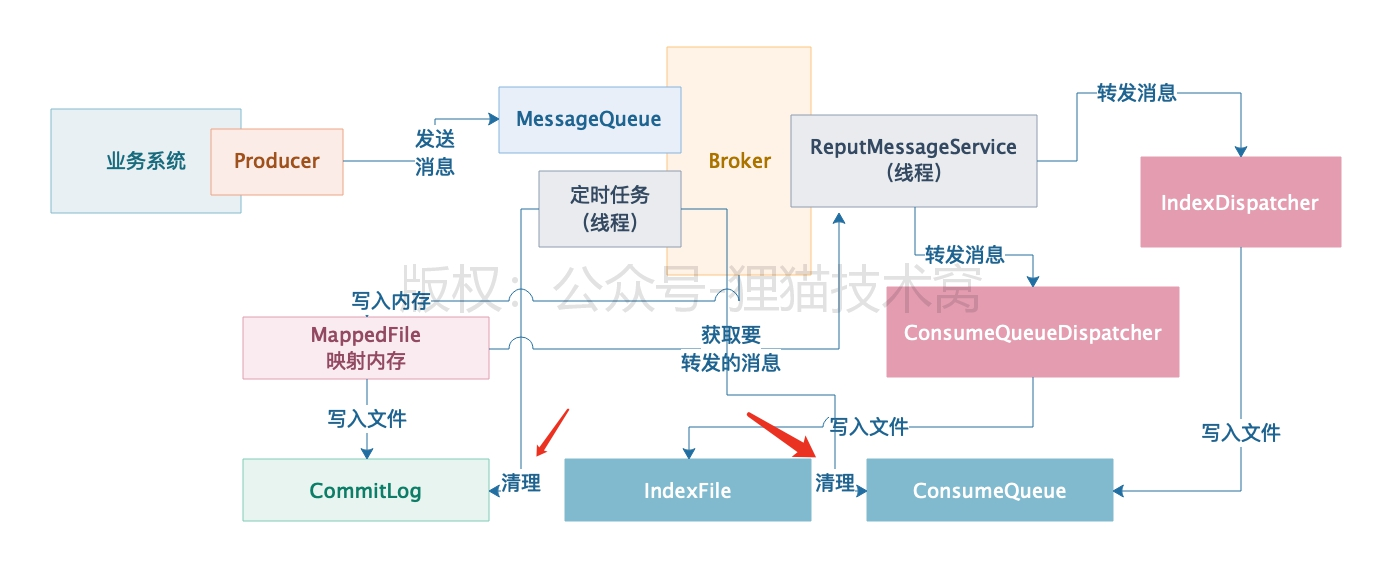 业务系统
Producer
发送
消息
MessageQueue
Broker
定时任务
（线程）
ReputMessageService
（线程）
转发消息
IndexDispatcher
转发消息
ConsumeQueueDispatcher
版权：公众号-狸猫技术窝
写入内存
MappedFile
映射内存
获取要
转发的消息
写入文件
写入文件
写入文件
CommitLog
清理
IndexFile
清理
ConsumeQueue